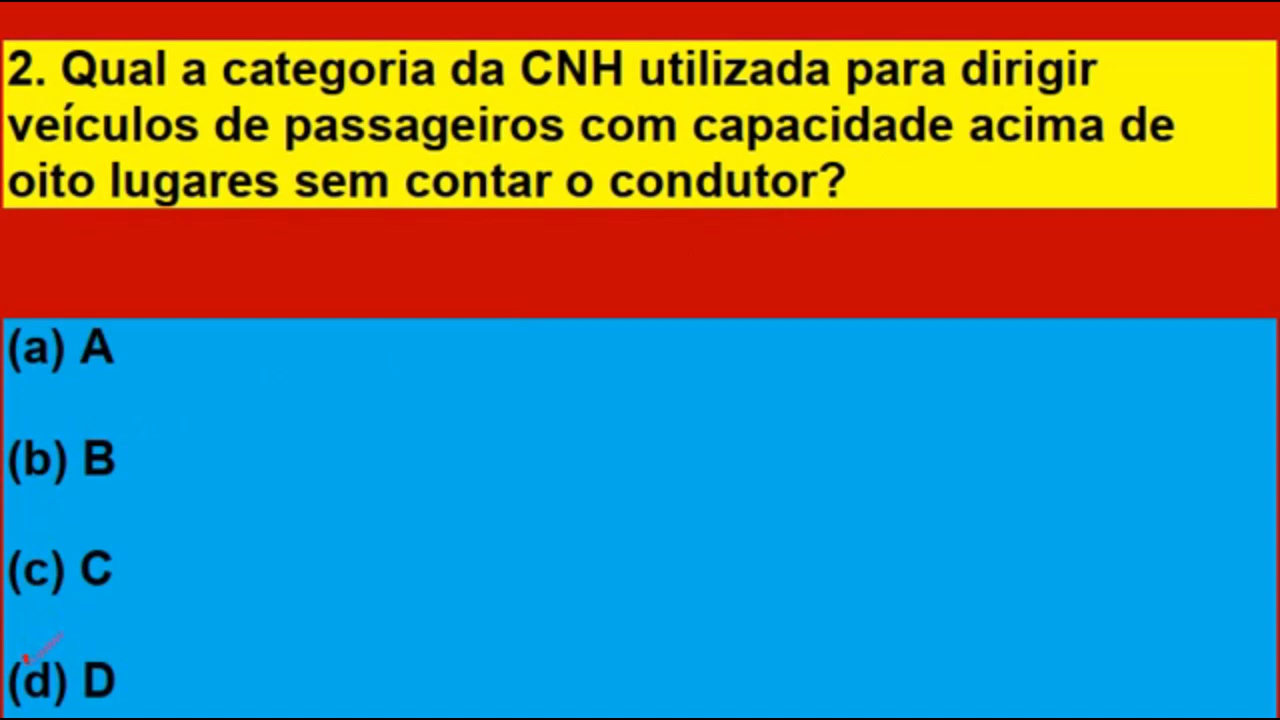 2. Qual a categoria da CNH utilizada para dirigir
veículos de passageiros com capacidade acima de
oito lugares sem contar o condutor?
(a) A
(b) B
(c) C
(d) D